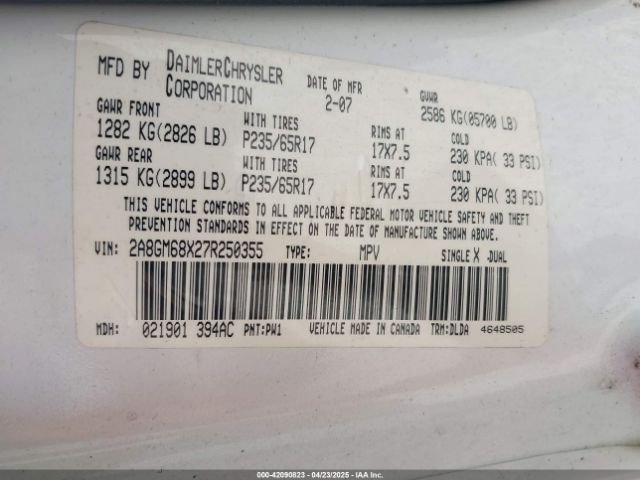 MFD BY DAIMLERCHRYSLER CORPORATION
DATE OF MFR 2-07
GVWR 2586 KG(05700 LB)
GAWR FRONT WITH TIRES RIMS AT COLD
1282 KG(2826 LB) P235/65R17 17X7.5 230 KPA( 33 PSI)
GAWR REAR WITH TIRES RIMS AT COLD
1315 KG(2899 LB) P235/65R17 17X7.5 230 KPA( 33 PSI)
THIS VEHICLE CONFORMS TO ALL APPLICABLE FEDERAL MOTOR VEHICLE SAFETY AND THEFT
PREVENTION STANDARDS IN EFFECT ON THE DATE OF MANUFACTURE SHOWN ABOVE.
VIN: 2A8GM68X27R250355 TYPE: MPV SINGLE X DUAL
MDH: 021901 394AC PNT:PW1 VEHICLE MADE IN CANADA TRM:DLDA 4648505
000-42090823 - 04/23/2025 - IAAI.COM